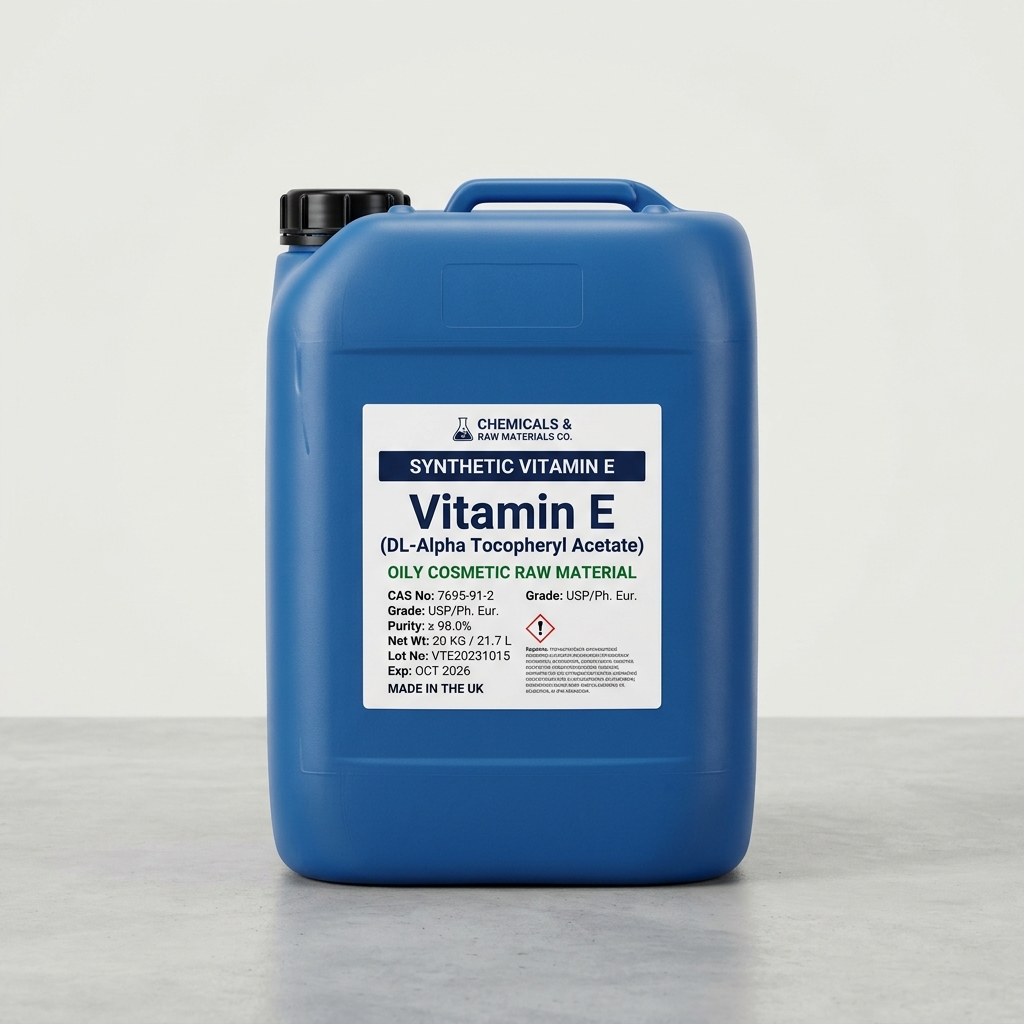 CHEMICALS &
RAW MATERIALS CO.
SYNTHETIC VITAMIN E
Vitamin E
(DL-Alpha Tocopheryl Acetate)
OILY COSMETIC RAW MATERIAL
CAS No: 7695-91-2
Grade: USP/Ph. Eur.
Purity: ≥ 98.0%
Net Wt: 20 KG / 21.7 L
Lot No: VTE20231015
Exp: OCT 2026
MADE IN THE UK
Grade: USP/Ph. Eur.